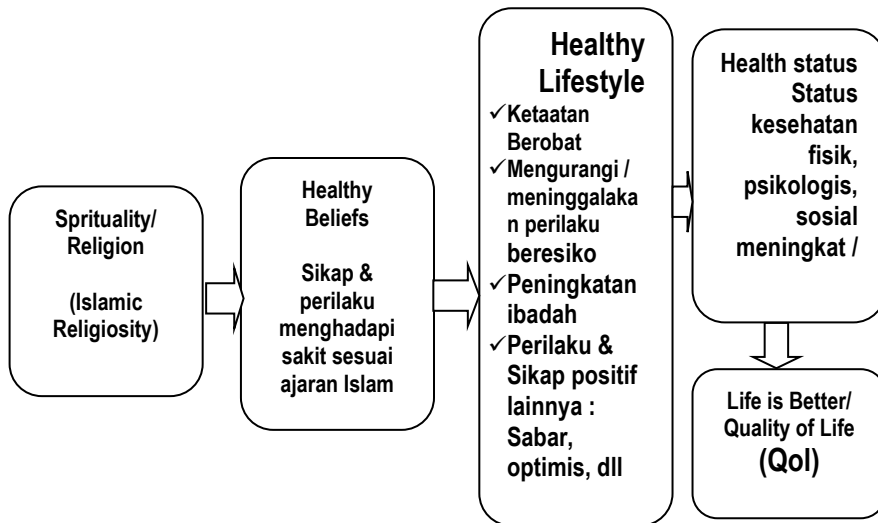 Sprituality/
Religion
(Islamic
Religiosity)
Healthy
Beliefs
Sikap &
perilaku
menghadapi
sakit sesuai
ajaran Islam
Healthy
Lifestyle
✓Ketaatan
Berobat
✓Mengurangi /
meninggalaka
n perilaku
beresiko
✓Peningkatan
ibadah
✓Perilaku &
Sikap positif
lainnya :
Sabar,
optimis, dll
Health status
Status
kesehatan
fisik,
psikologis,
sosial
meningkat /
Life is Better/
Quality of Life
(Qol)